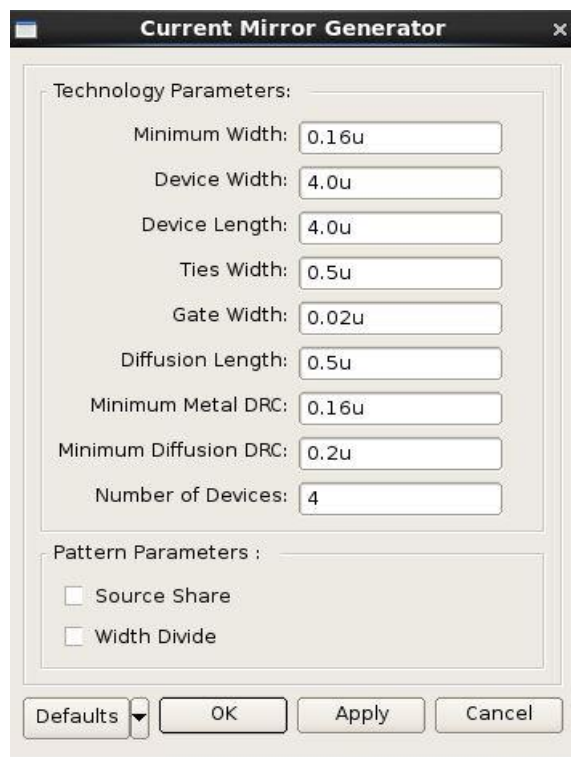 Current Mirror Generator
Technology Parameters:
Minimum Width: 0.16u
Device Width: 4.0u
Device Length: 4.0u
Ties Width: 0.5u
Gate Width: 0.02u
Diffusion Length: 0.5u
Minimum Metal DRC: 0.16u
Minimum Diffusion DRC: 0.2u
Number of Devices: 4
Pattern Parameters :
Source Share
Width Divide
Defaults OK Apply Cancel